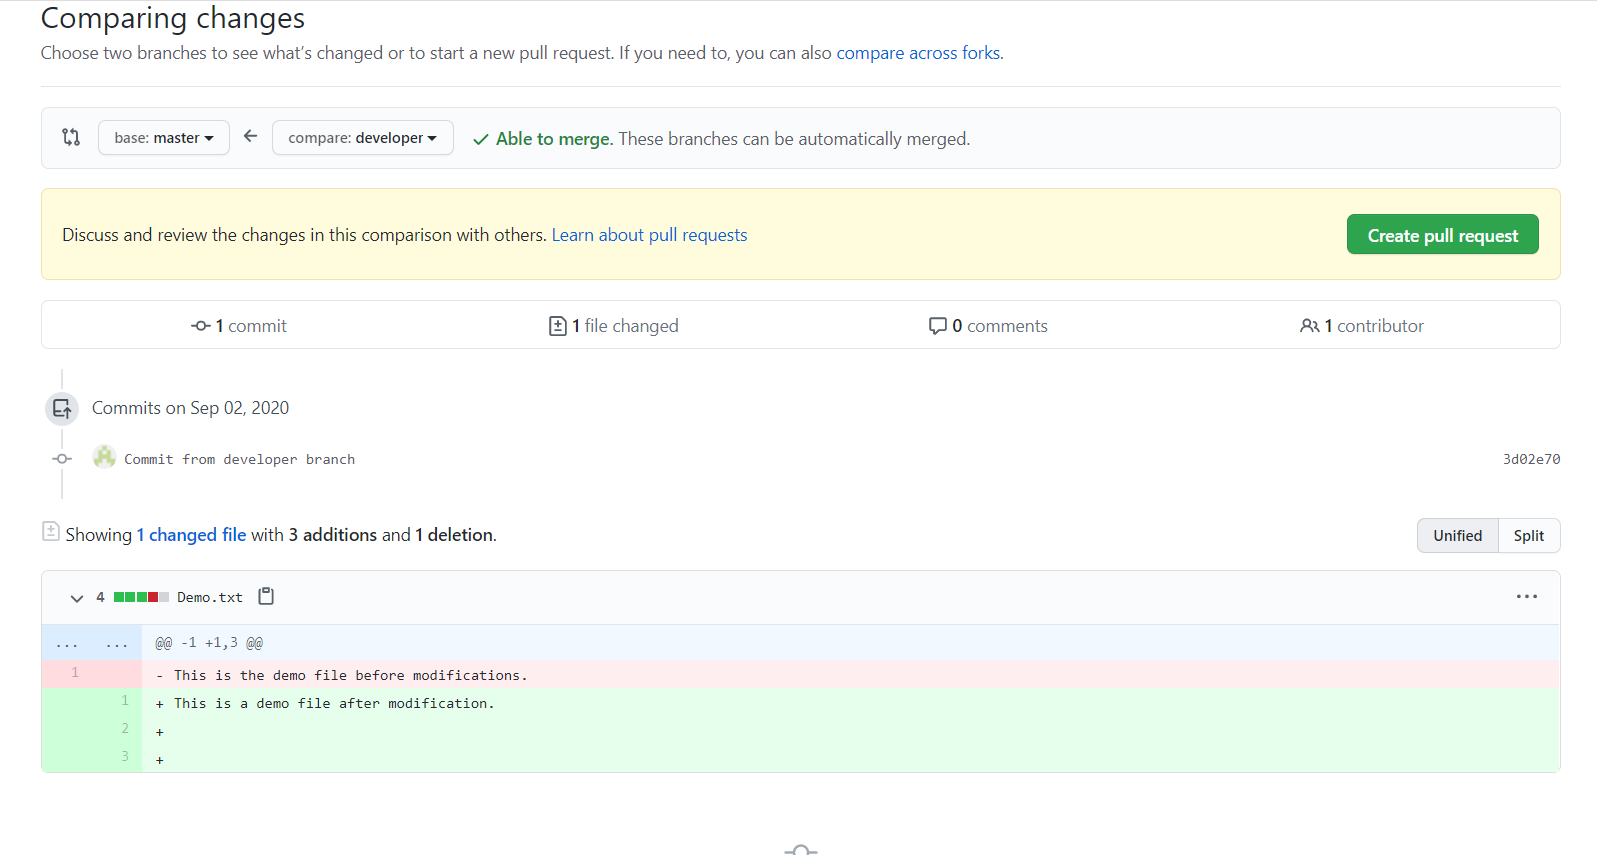 Comparing changes
Choose two branches to see what's changed or to start a new pull request. If you need to, you can also compare across forks.
base: master compare: developer Able to merge. These branches can be automatically merged.
Discuss and review the changes in this comparison with others. Learn about pull requests Create pull request
1 commit 1 file changed 0 comments 1 contributor
Commits on Sep 02, 2020
Commit from developer branch 3d02e70
Showing 1 changed file with 3 additions and 1 deletion. Unified Split
4 Demo.txt ...
... ... @@ -1 +1,3 @@
1 - This is the demo file before modifications.
1 + This is a demo file after modification.
2 +
3 +